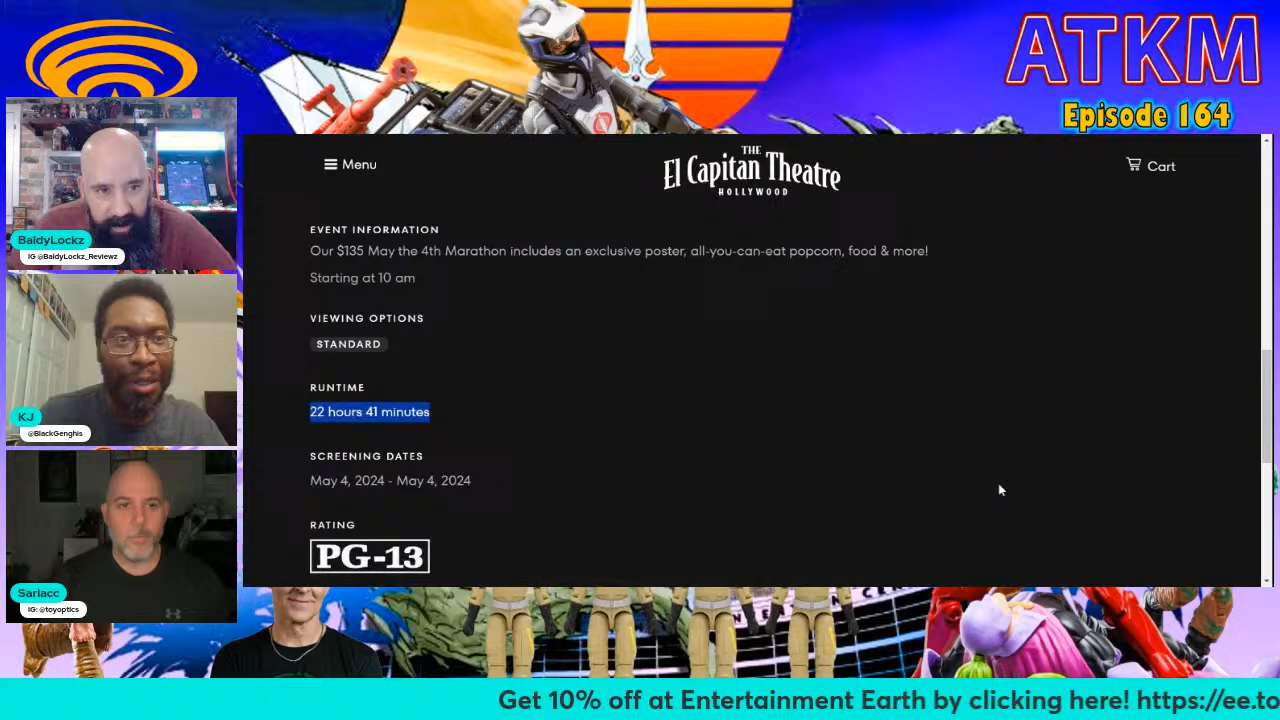 ATKM
Episode 164
Menu
THE
El Capitan Theatre
HOLLYWOOD
Cart
EVENT INFORMATION
Our $135 May the 4th Marathon includes an exclusive poster, all-you-can-eat popcorn, food & more!
Starting at 10 am
VIEWING OPTIONS
STANDARD
RUNTIME
22 hours 41 minutes
SCREENING DATES
May 4, 2024 - May 4, 2024
RATING
PG-13
BaldyLockz
IG @BaldyLockz_Reviewz
KJ
@BlackGenghis
Sarlacc
IG: @toyoptics
Get 10% off at Entertainment Earth by clicking here! https://ee.to